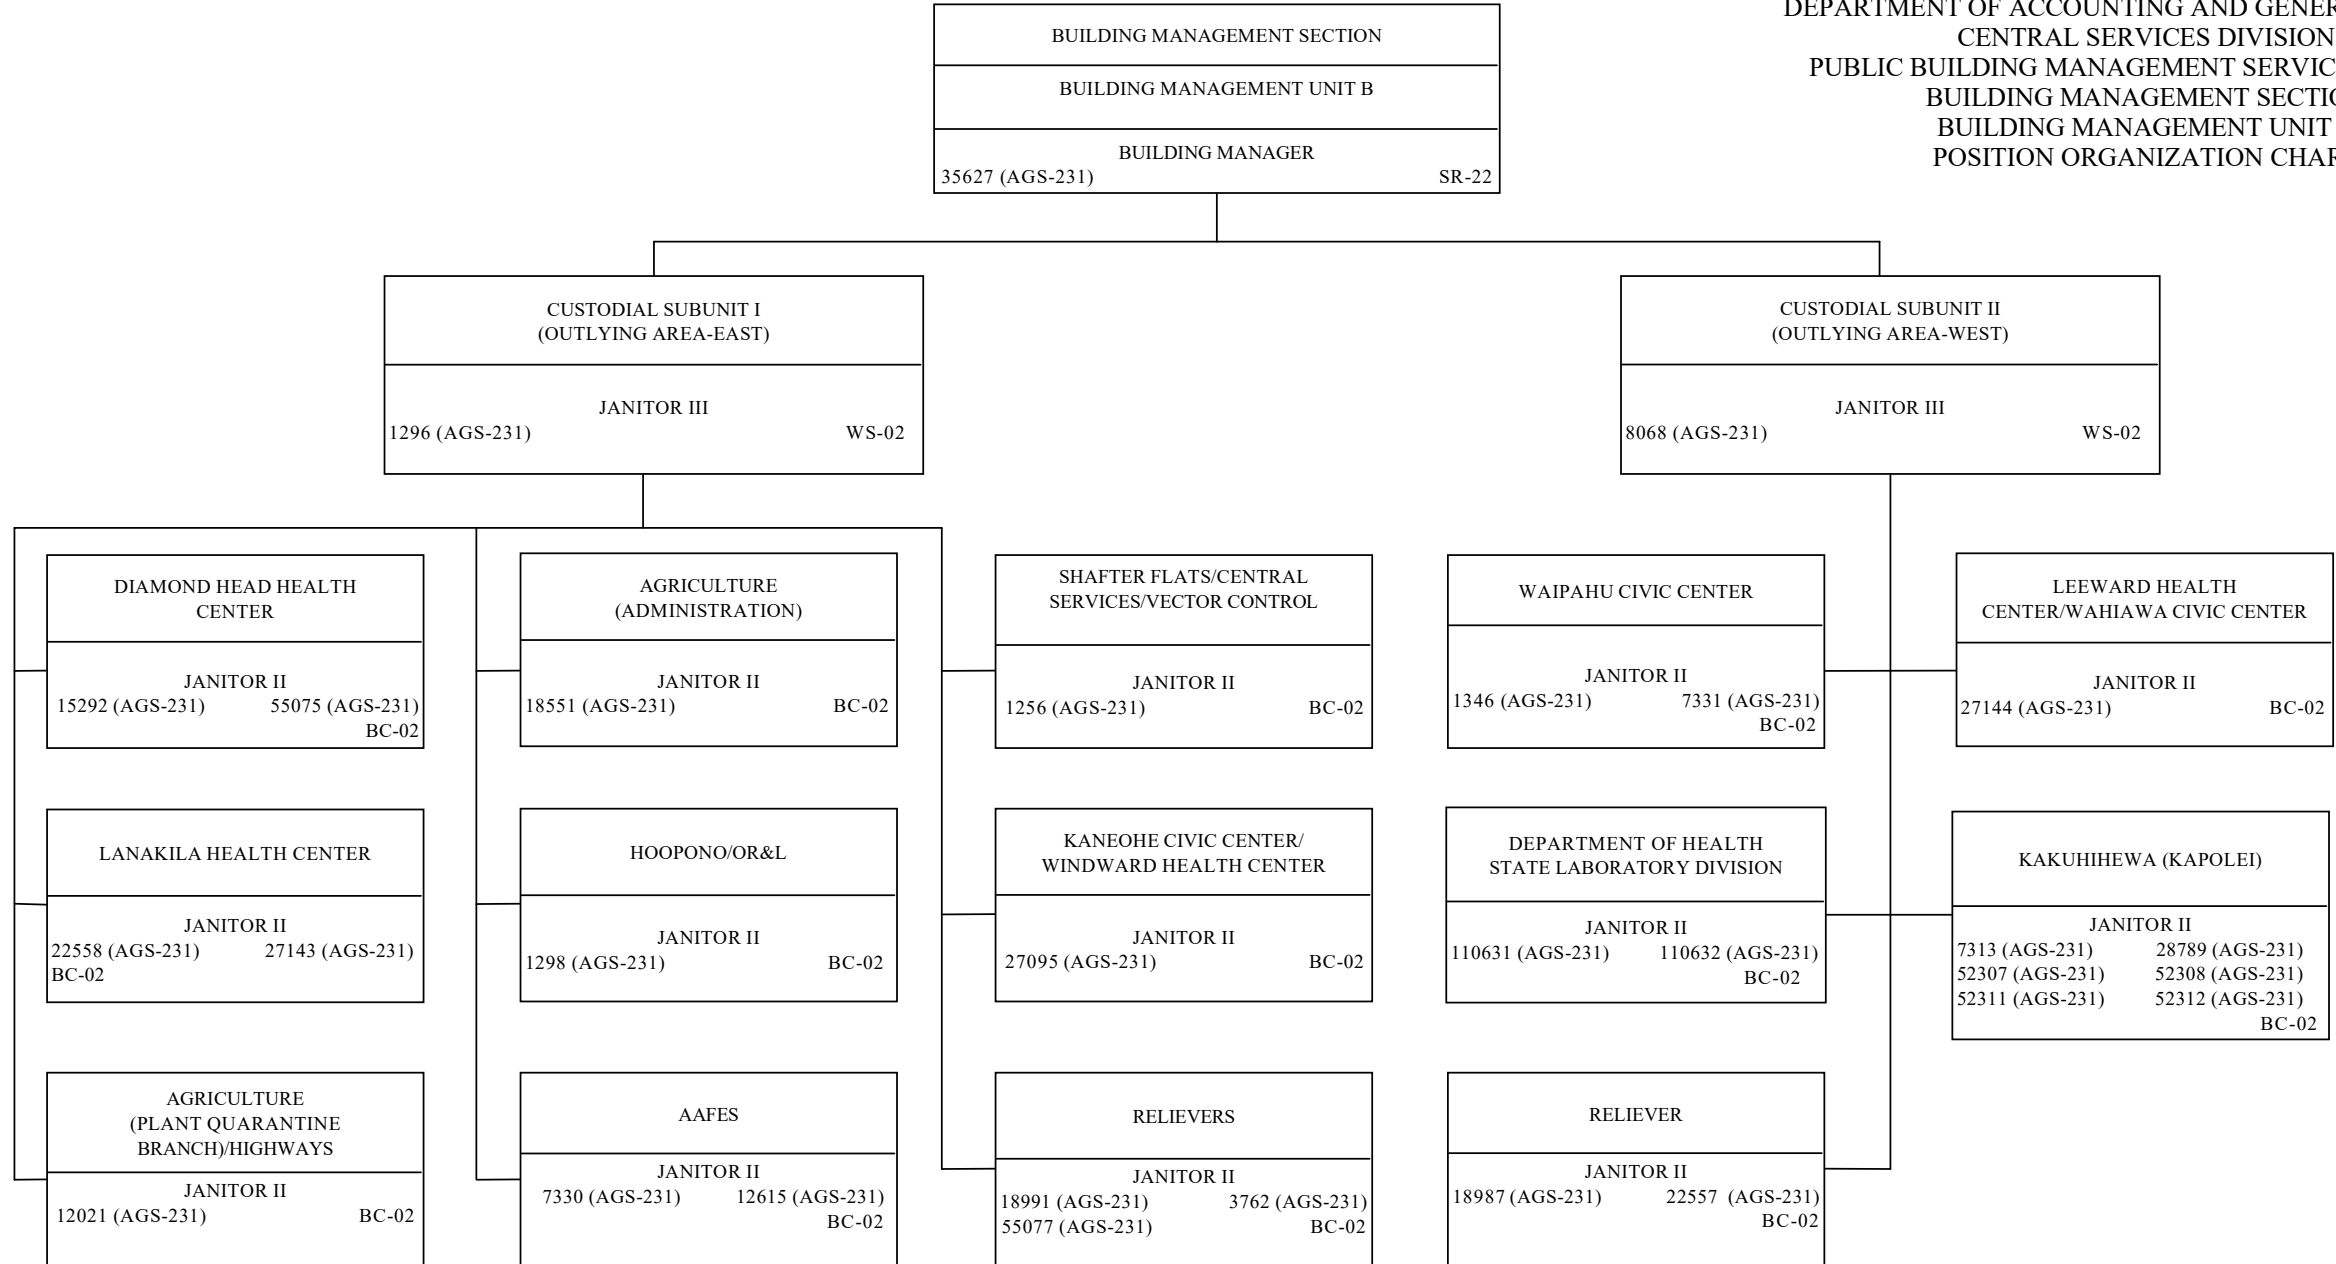 DEPARTMENT OF ACCOUNTING AND
CENTRAL SERVICES DIVISION
PUBLIC BUILDING MANAGEMENT
BUILDING MANAGEMENT
BUILDING MANAGEMENT UNIT
POSITION ORGANIZATION
BUILDING MANAGEMENT SECTION
BUILDING MANAGEMENT UNIT B
BUILDING MANAGER
35627 (AGS-231) SR-22
CUSTODIAL SUBUNIT I
(OUTLYING AREA-EAST)
JANITOR III
1296 (AGS-231) WS-02
CUSTODIAL SUBUNIT II
(OUTLYING AREA-WEST)
JANITOR III
8068 (AGS-231) WS-02
DIAMOND HEAD HEALTH
CENTER
JANITOR II
15292 (AGS-231) 55075 (AGS-231)
BC-02
AGRICULTURE
(ADMINISTRATION)
JANITOR II
18551 (AGS-231) BC-02
SHAFTER FLATS/CENTRAL
SERVICES/VECTOR CONTROL
JANITOR II
1256 (AGS-231) BC-02
WAIPAHU CIVIC CENTER
JANITOR II
1346 (AGS-231) 7331 (AGS-231)
BC-02
LEEWARD HEALTH
CENTER/WAHIAWA CIVIC CENTER
JANITOR II
27144 (AGS-231) BC-02
LANAKILA HEALTH CENTER
JANITOR II
22558 (AGS-231) 27143 (AGS-231)
BC-02
HOOPONO/OR&L
JANITOR II
1298 (AGS-231) BC-02
KANEOHE CIVIC CENTER/
WINDWARD HEALTH CENTER
JANITOR II
27095 (AGS-231) BC-02
DEPARTMENT OF HEALTH
STATE LABORATORY DIVISION
JANITOR II
110631 (AGS-231) 110632 (AGS-231)
BC-02
KAKUHIHEWA (KAPOLEI)
JANITOR II
7313 (AGS-231) 28789 (AGS-231)
52307 (AGS-231) 52308 (AGS-231)
52311 (AGS-231) 52312 (AGS-231)
BC-02
AGRICULTURE
(PLANT QUARANTINE
BRANCH)/HIGHWAYS
JANITOR II
12021 (AGS-231) BC-02
AAFES
JANITOR II
7330 (AGS-231) 12615 (AGS-231)
BC-02
RELIEVERS
JANITOR II
18991 (AGS-231) 3762 (AGS-231)
55077 (AGS-231) BC-02
RELIEVER
JANITOR II
18987 (AGS-231) 22557 (AGS-231)
BC-02